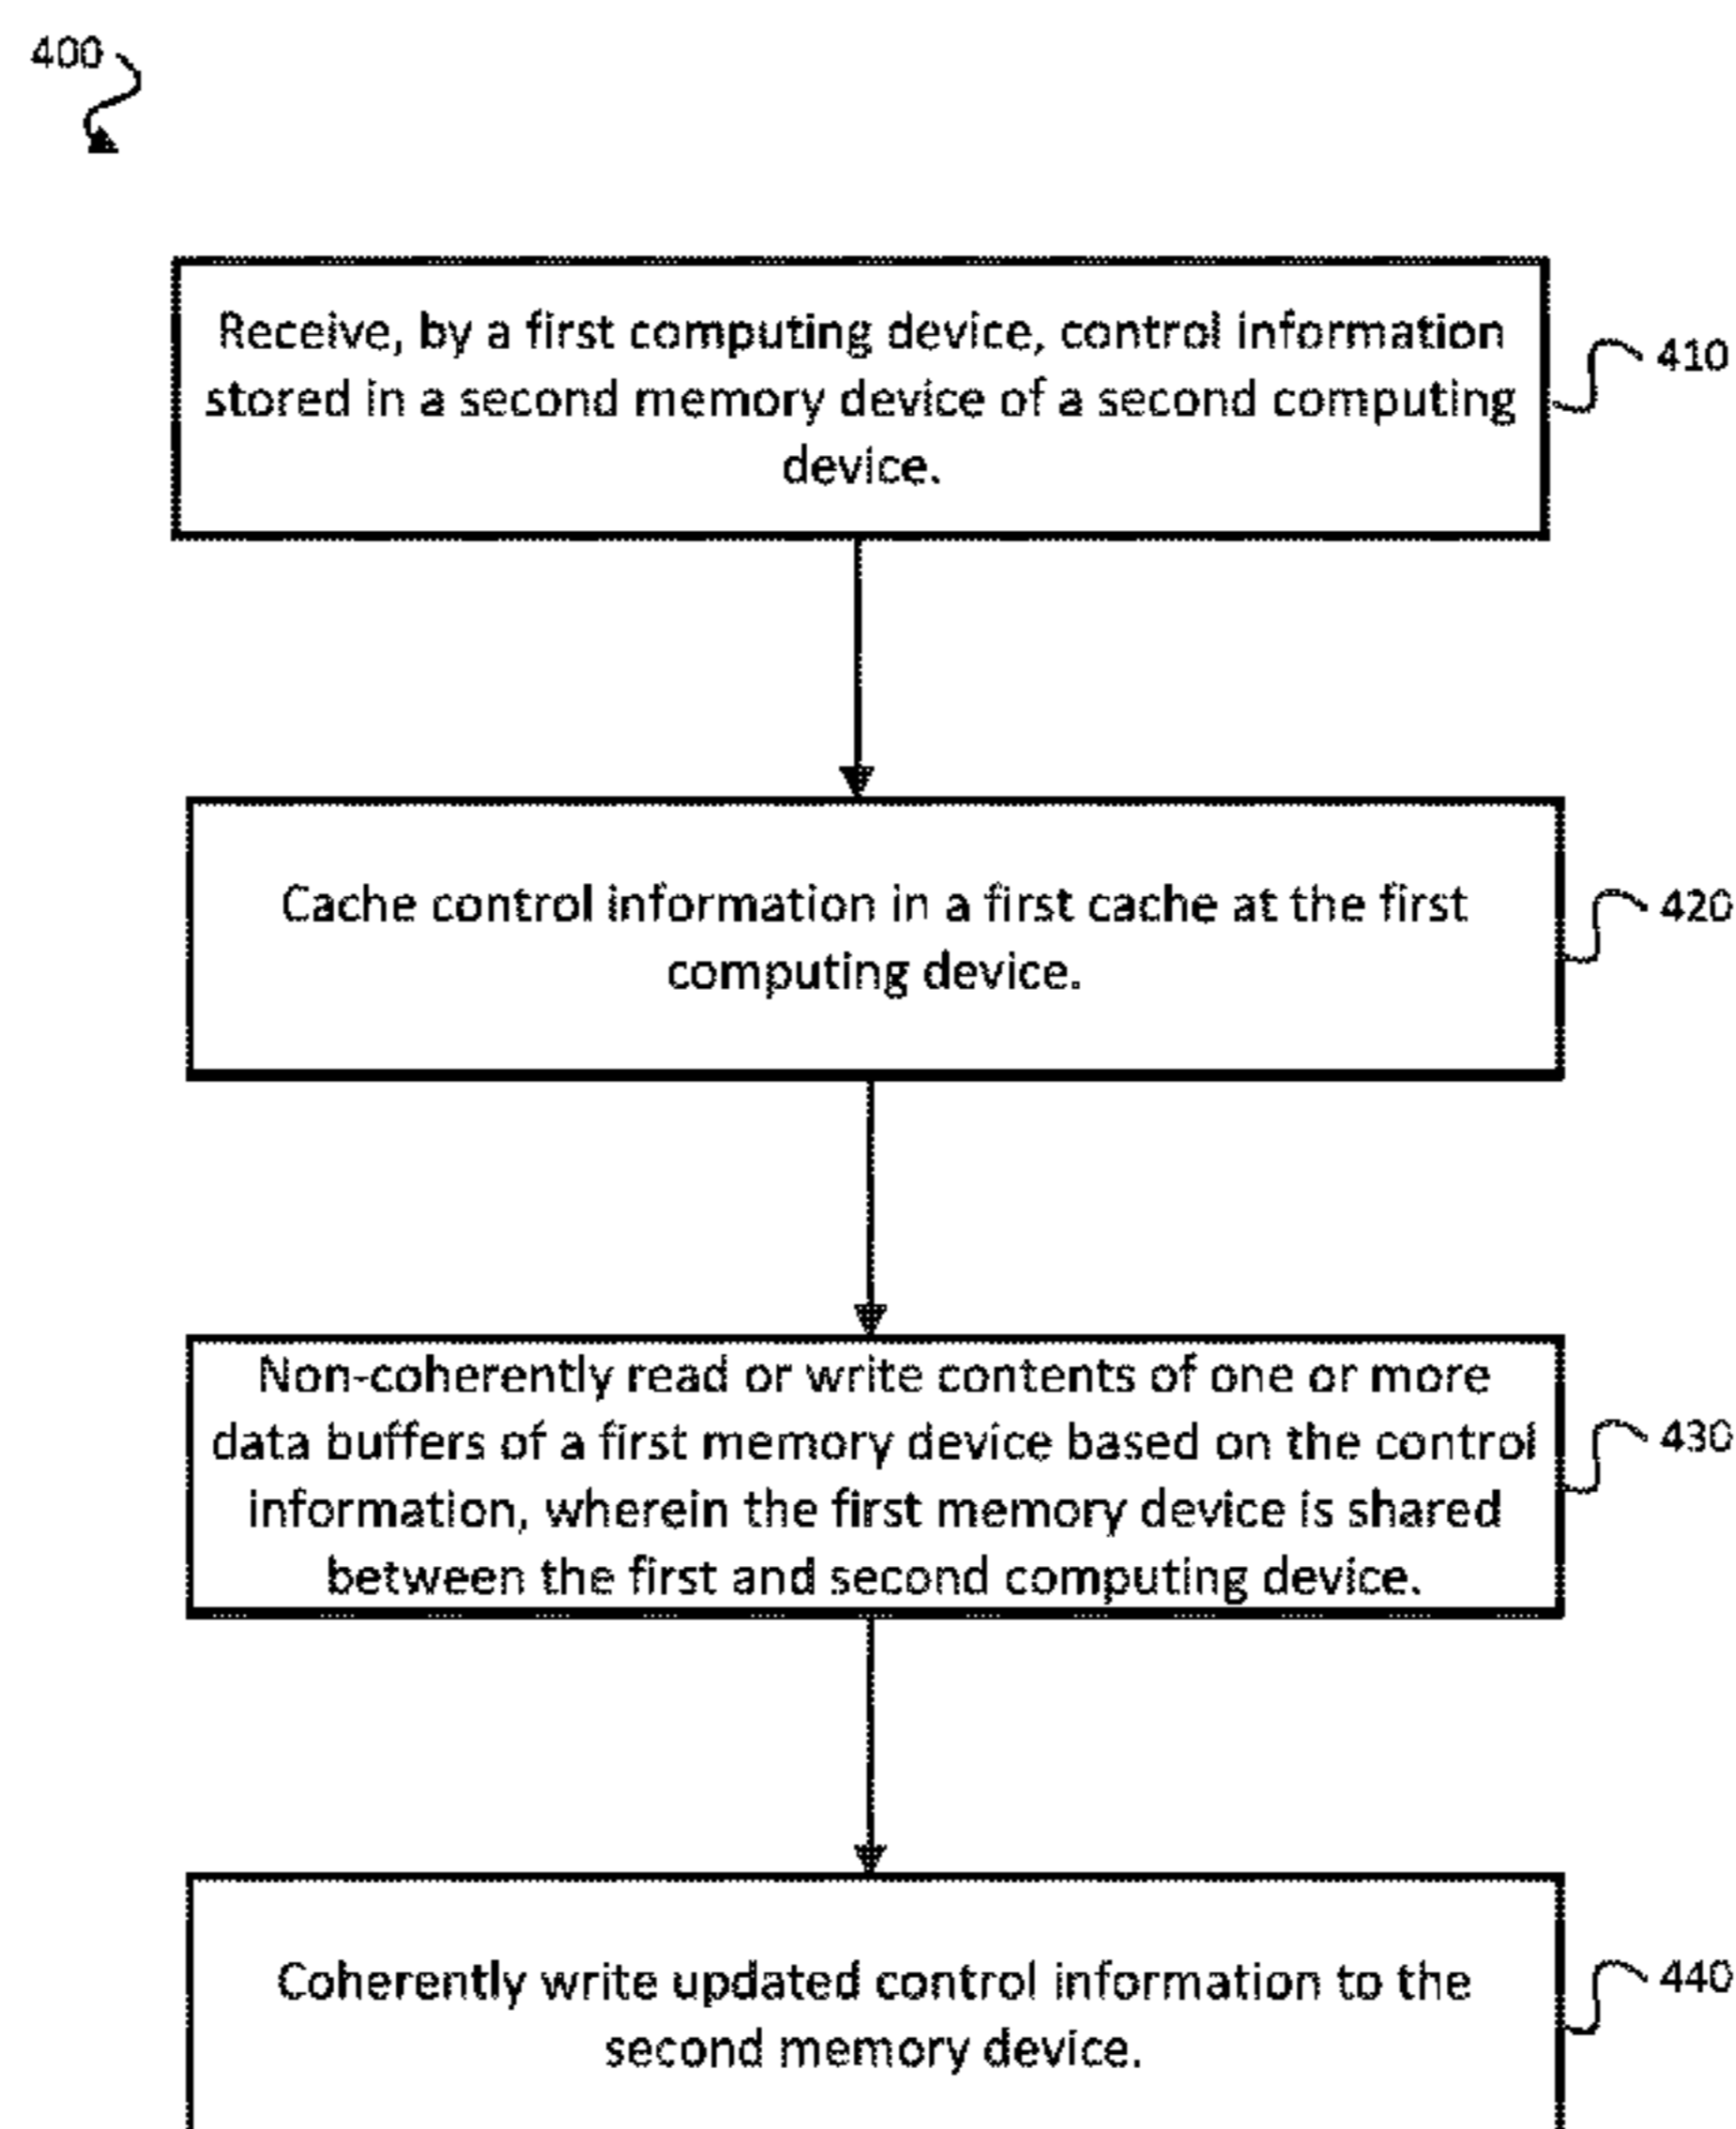 400
Receive, by a first computing device, control information
stored in a second memory device of a second computing
device.
410
Cache control information in a first cache at the first
computing device.
420
Non-coherently read or write contents of one or more
data buffers of a first memory device based on the control
information, wherein the first memory device is shared
between the first and second computing device.
430
Coherently write updated control information to the
second memory device.
440